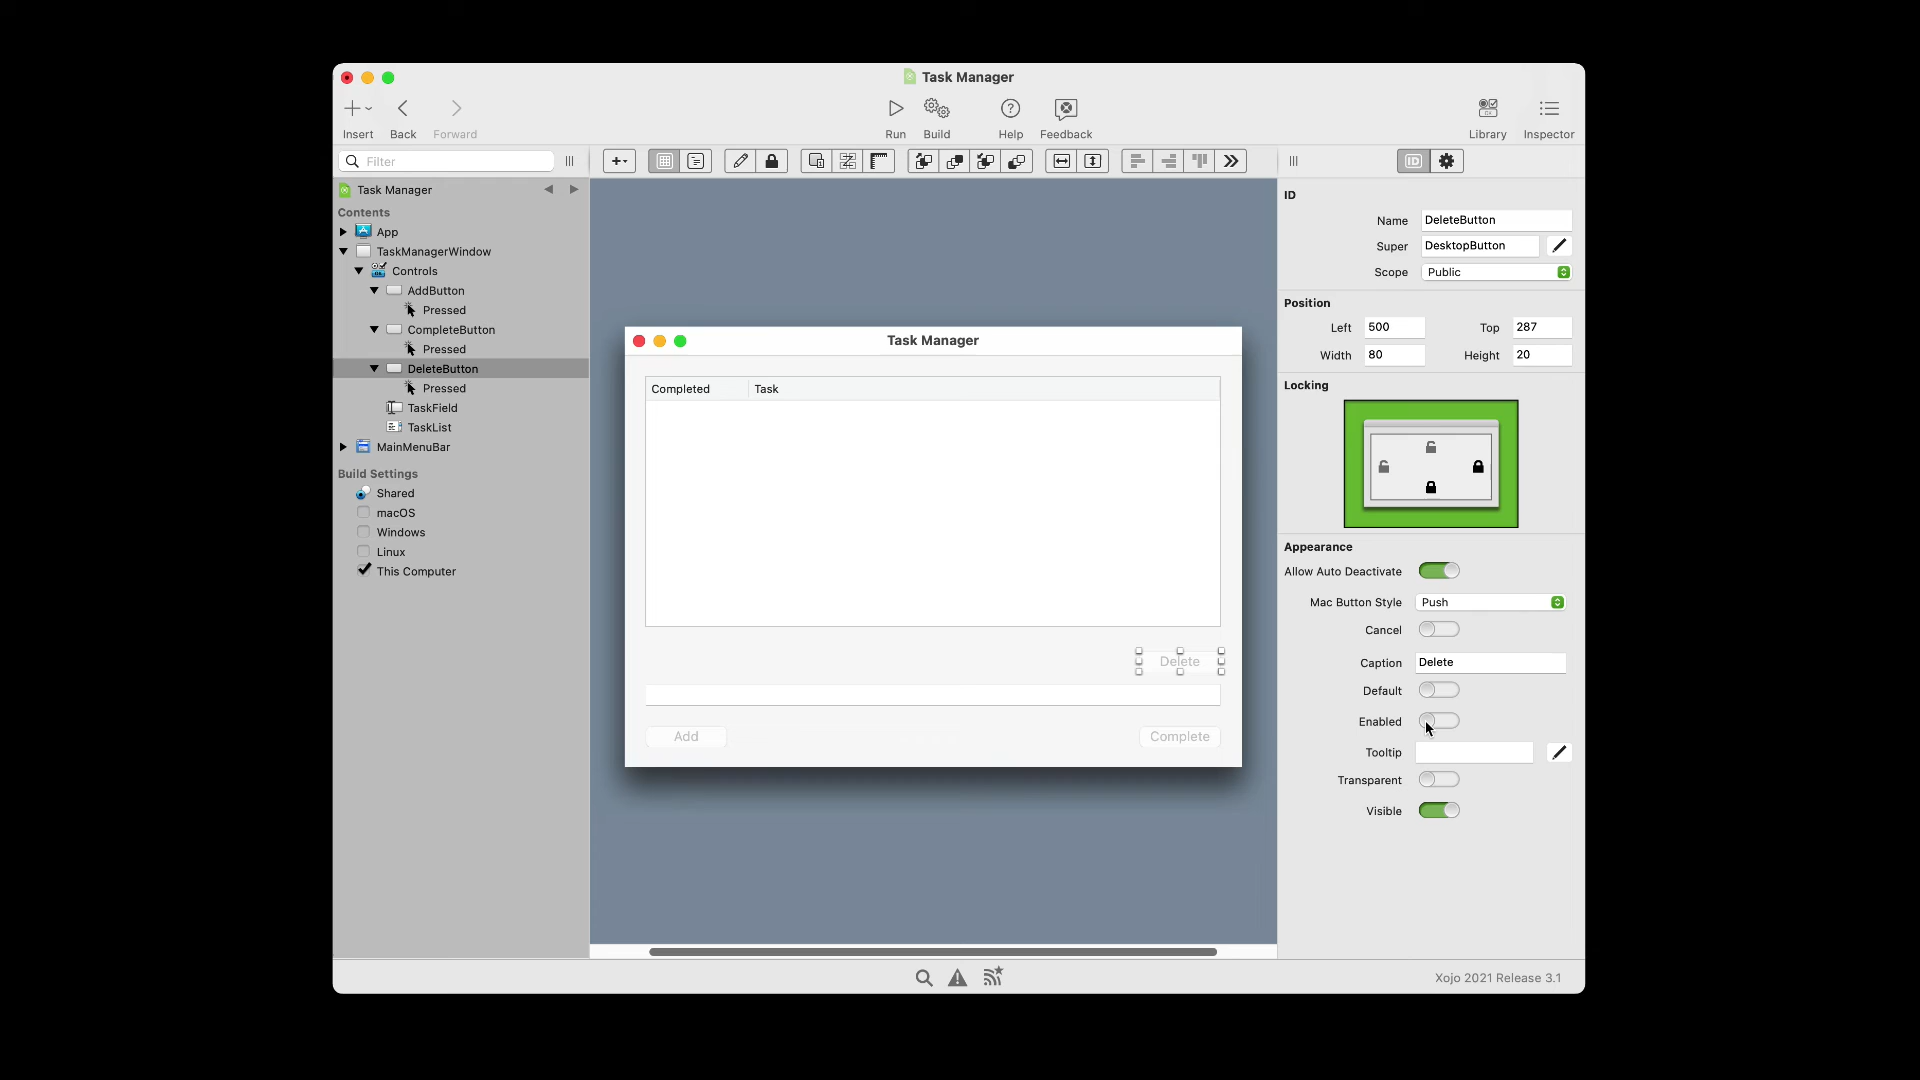 Task Manager
Insert Back Forward Run Build Help Feedback Library Inspector
Filter
Task Manager
Contents
App
TaskManagerWindow
Controls
AddButton
Pressed
CompleteButton
Pressed
DeleteButton
Pressed
TaskField
TaskList
MainMenuBar
Build Settings
Shared
macOS
Windows
Linux
This Computer
Task Manager
Completed Task
Delete
Add Complete
ID
ID
Name DeleteButton
Super DesktopButton
Scope Public
Position
Left 500 Top 287
Width 80 Height 20
Locking
Appearance
Allow Auto Deactivate
Mac Button Style Push
Cancel
Caption Delete
Default
Enabled
Tooltip
Transparent
Visible
Xojo 2021 Release 3.1